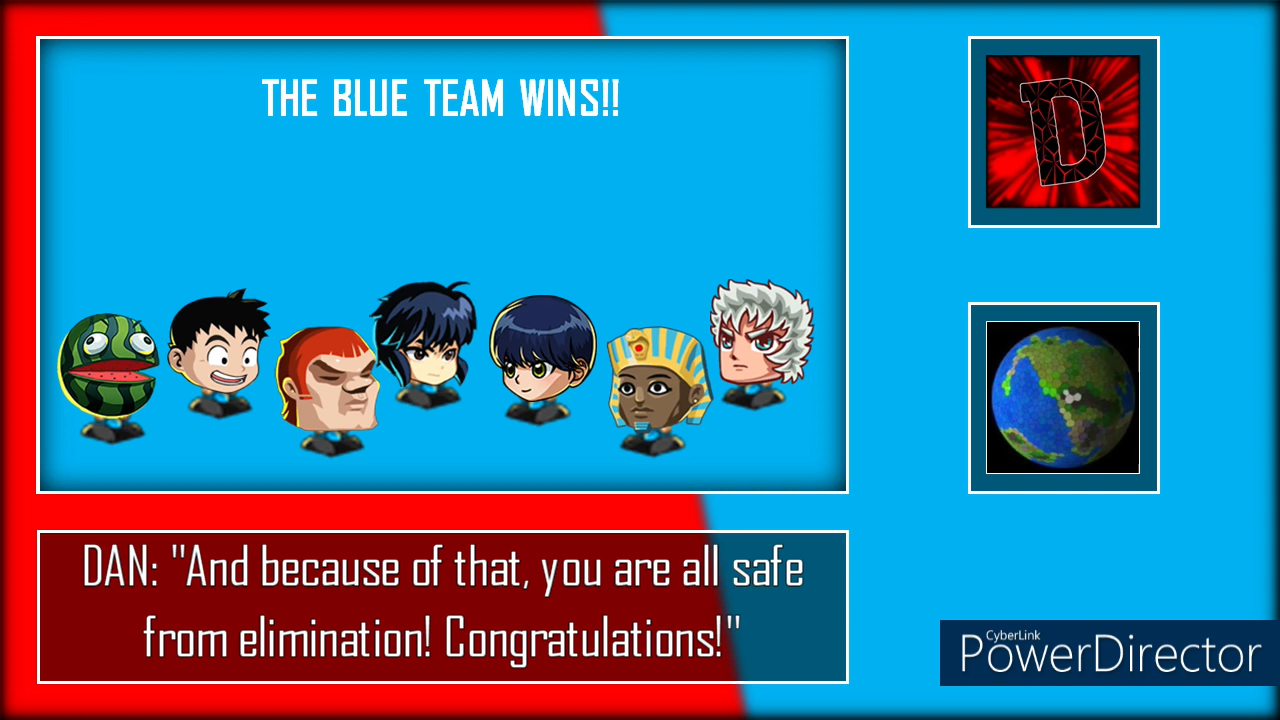 THE BLUE TEAM WINS!!
D
DAN: "And because of that, you are all safe
from elimination! Congratulations!"
CyberLink
PowerDirector